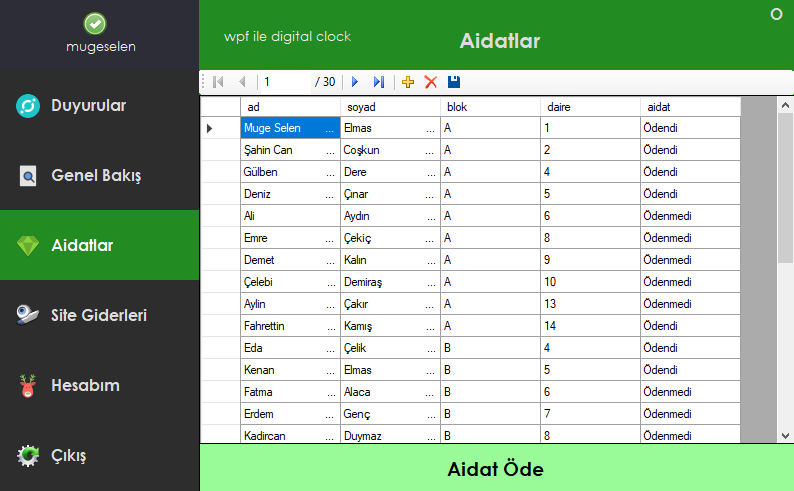 mugeselen
Duyurular
Genel Bakış
Aidatlar
Site Giderleri
Hesabım
Çıkış
wpf ile digital clock
Aidatlar
1 / 30
ad soyad blok daire aidat
Muge Selen ... Elmas ... A 1 Ödendi
Şahin Can ... Coşkun ... A 2 Ödendi
Gülben ... Dere ... A 4 Ödendi
Deniz ... Çınar ... A 5 Ödendi
Ali ... Aydın ... A 6 Ödenmedi
Emre ... Çekiç ... A 8 Ödenmedi
Demet ... Kalın ... A 9 Ödenmedi
Çelebi ... Demiraş ... A 10 Ödenmedi
Aylin ... Çakır ... A 13 Ödenmedi
Fahrettin ... Kamış ... A 14 Ödendi
Eda ... Çelik ... B 4 Ödendi
Kenan ... Elmas ... B 5 Ödendi
Fatma ... Alaca ... B 6 Ödenmedi
Erdem ... Genç ... B 7 Ödenmedi
Kadircan ... Duymaz ... B 8 Ödenmedi
Aidat Öde